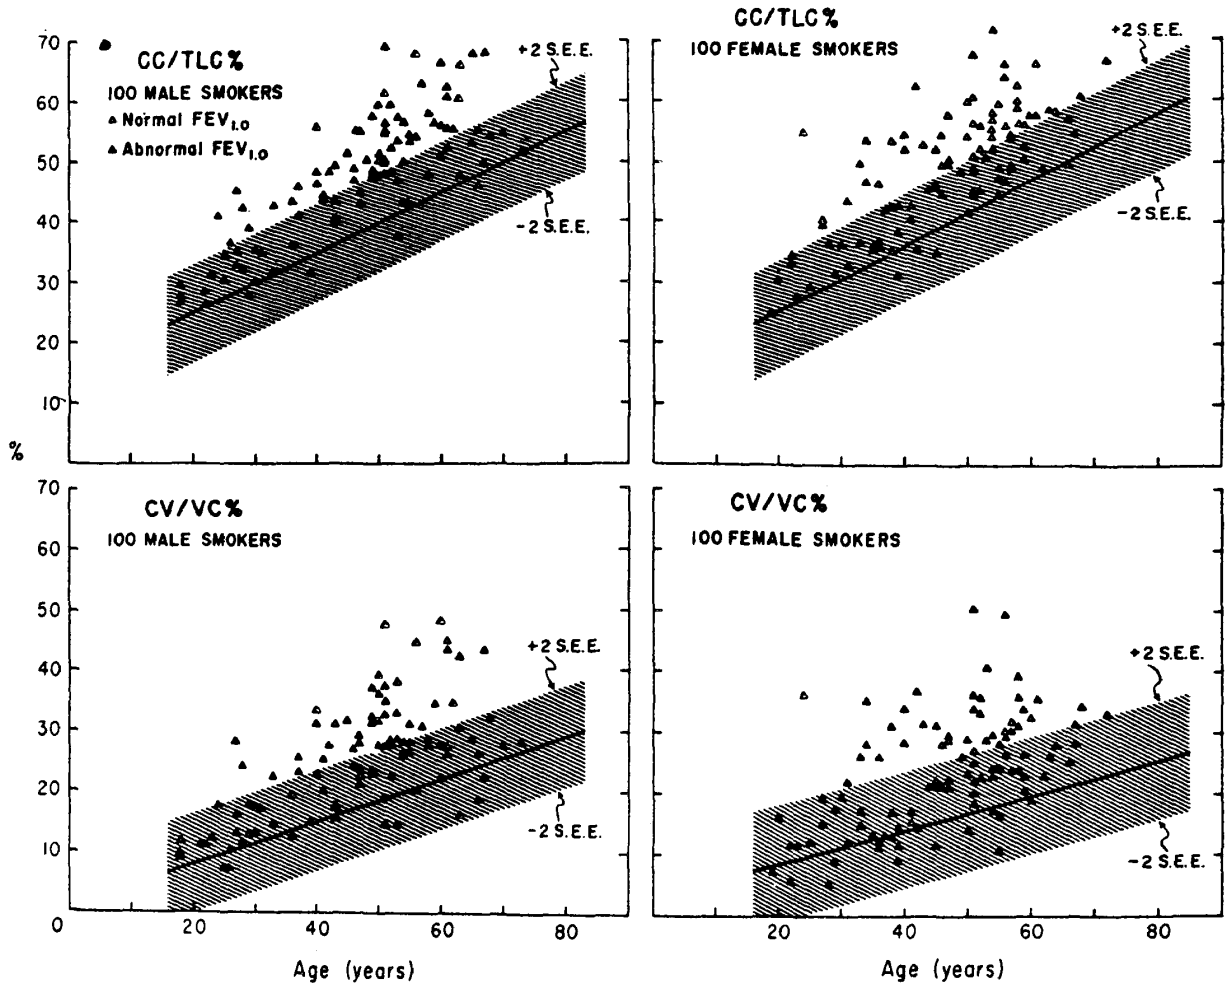 CC/TLC%
100 MALE SMOKERS
Normal FEV1.0
Abnormal FEV1.0
+2 S.E.E.
-2 S.E.E.
70
60
50
40
30
20
10
%
CC/TLC%
100 FEMALE SMOKERS
+2 S.E.E.
-2 S.E.E.
CV/VC%
100 MALE SMOKERS
+2 S.E.E.
-2 S.E.E.
70
60
50
40
30
20
10
0
20
40
60
80
Age (years)
CV/VC%
100 FEMALE SMOKERS
+2 S.E.E.
-2 S.E.E.
20
40
60
80
Age (years)